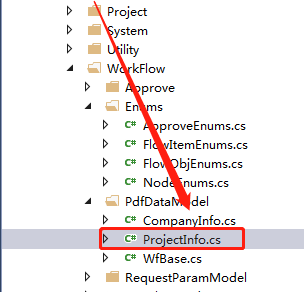 Project
System
Utility
WorkFlow
Approve
Enums
C# ApproveEnums.cs
C# FlowItemEnums.cs
C# FlowObjEnums.cs
C# NodeEnums.cs
PdfDataModel
C# CompanyInfo.cs
C# ProjectInfo.cs
C# WfBase.cs
RequestParamModel